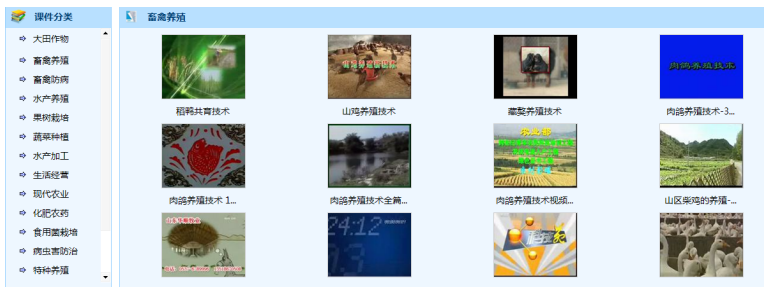 课件分类
大田作物
畜禽养殖
畜禽防病
水产养殖
果树栽培
蔬菜种植
水产加工
生活经营
现代农业
化肥农药
食用菌栽培
病虫害防治
特种养殖
畜禽养殖
稻鸭共育技术
山鸡养殖技术
藏獒养殖技术
肉鸽养殖技术
肉鸽养殖技术-3...
肉鸽养殖技术 1...
肉鸽养殖技术全篇...
农业部
肉鸽养殖技术视频...
山区柴鸡的养殖-...
24:12